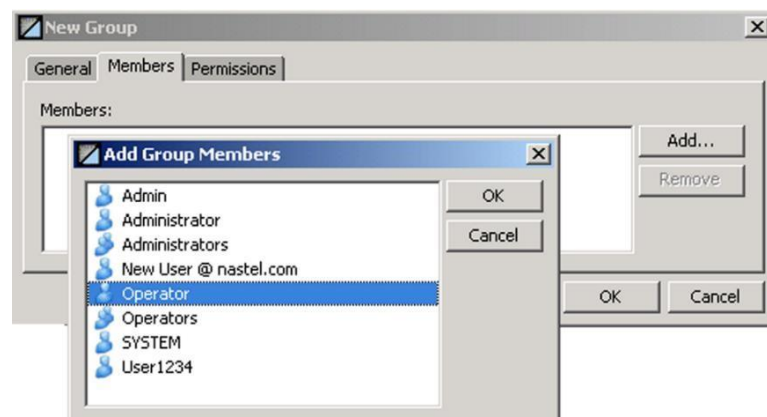 New Group
General Members Permissions
Members:
Add...
Remove
Add Group Members
Admin
Administrator
Administrators
New User @ nastel.com
Operator
Operators
SYSTEM
User1234
OK
Cancel
OK Cancel